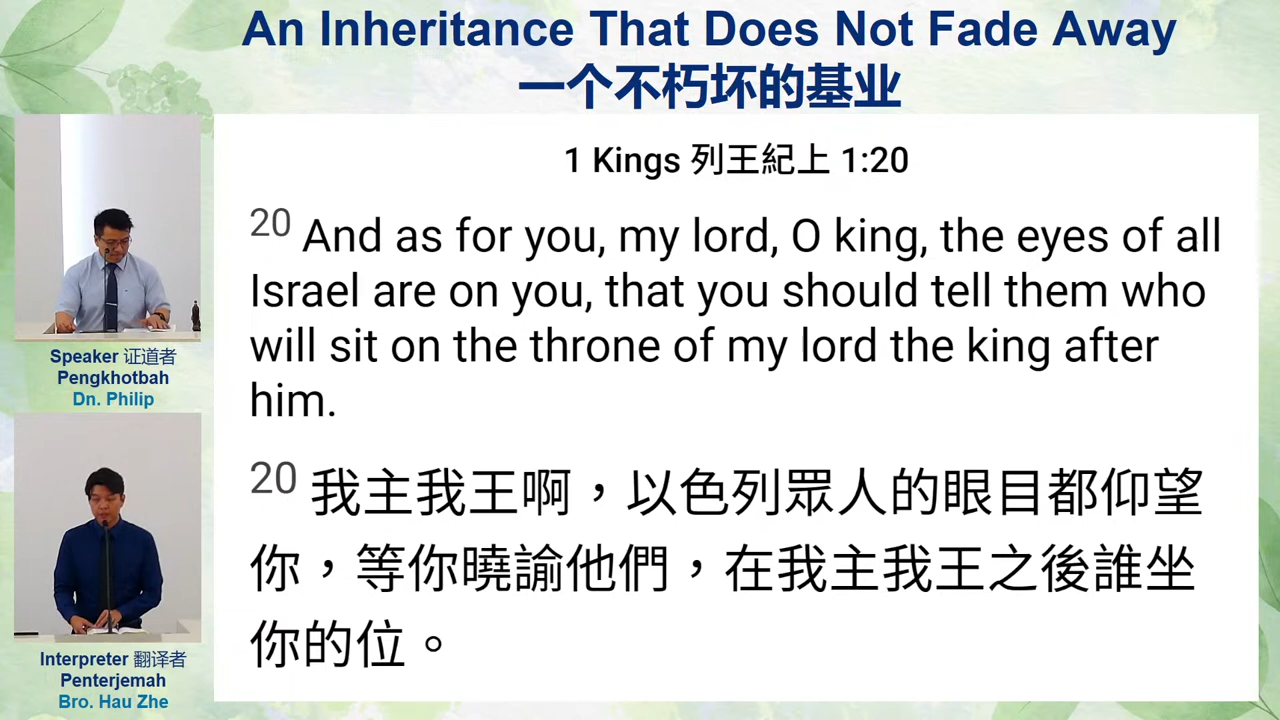 An Inheritance That Does Not Fade Away
一个不朽坏的基业
Speaker 证道者
Pengkhotbah
Dn. Philip
Interpreter 翻译者
Penterjemah
Bro. Hau Zhe
1 Kings 列王紀上 1:20
20 And as for you, my lord, O king, the eyes of all
Israel are on you, that you should tell them who
will sit on the throne of my lord the king after
him.
20 我主我王啊，以色列眾人的眼目都仰望
你，等你曉諭他們，在我主我王之後誰坐
你的位。